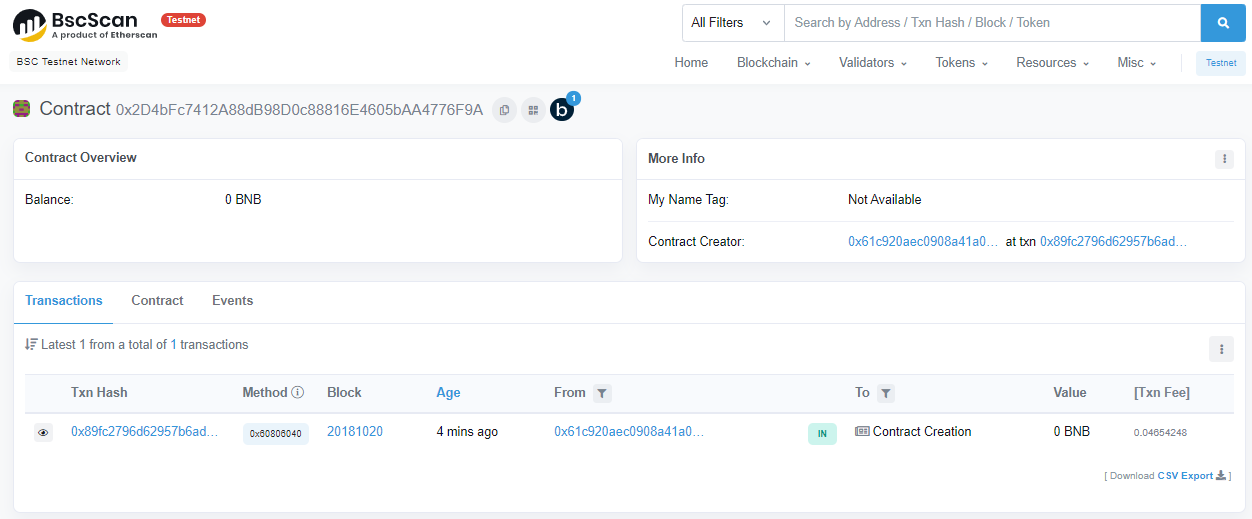 BscScan Testnet
A product of Etherscan
BSC Testnet Network
All Filters Search by Address / Txn Hash / Block / Token
Home Blockchain Validators Tokens Resources Misc Testnet
Contract 0x2D4bFc7412A88dB98D0c88816E4605bAA4776F9A b 1
Contract Overview
Balance: 0 BNB
More Info
My Name Tag: Not Available
Contract Creator: 0x61c920aec0908a41a0... at txn 0x89fc2796d62957b6ad...
Transactions Contract Events
Latest 1 from a total of 1 transactions
Txn Hash Method Block Age From To Value [Txn Fee]
0x89fc2796d62957b6ad... 0x60806040 20181020 4 mins ago 0x61c920aec0908a41a0... IN Contract Creation 0 BNB 0.04654248
[ Download CSV Export ]